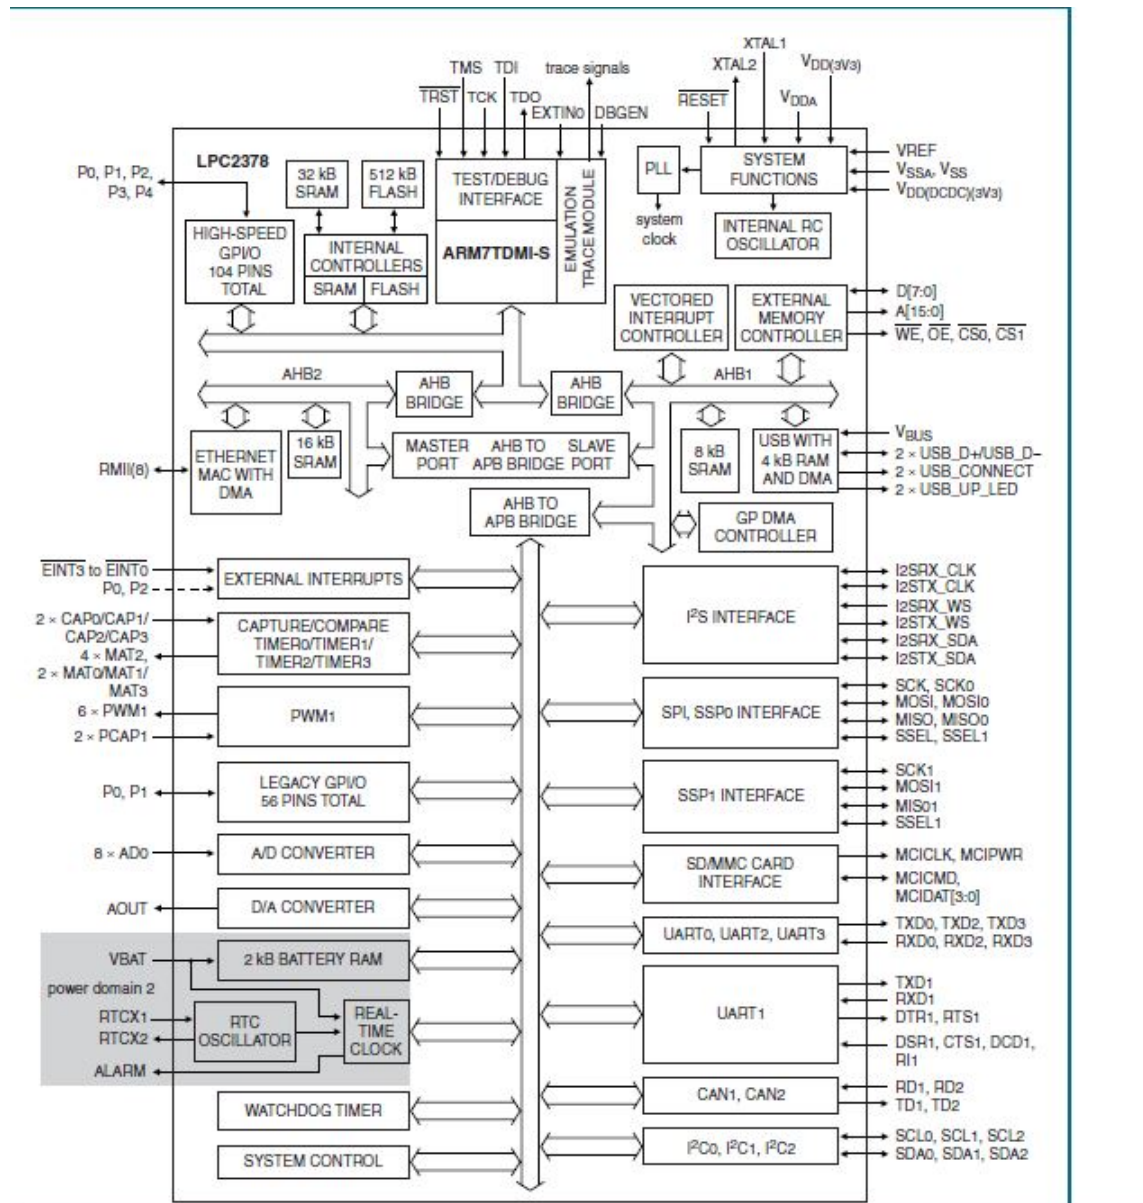 XTAL1
XTAL2
VDD(3V3)
TMS TDI trace signals
TRST TCK TDO
EXTIN0 DBGEN
RESET
VDDA
LPC2378
P0, P1, P2,
P3, P4
32 kB
SRAM
512 kB
FLASH
TEST/DEBUG
INTERFACE
ARM7TDMI-S
EMULATION
TRACE MODULE
PLL
system
clock
SYSTEM
FUNCTIONS
VREF
VSSA, VSS
VDD(DCDC)(3V3)
INTERNAL RC
OSCILLATOR
HIGH-SPEED
GPI/O
104 PINS
TOTAL
INTERNAL
CONTROLLERS
SRAM FLASH
VECTORED
INTERRUPT
CONTROLLER
EXTERNAL
MEMORY
CONTROLLER
D[7:0]
A[15:0]
WE, OE, CS0, CS1
AHB2
AHB
BRIDGE
AHB
BRIDGE
AHB1
RMII(8)
ETHERNET
MAC WITH
DMA
16 kB
SRAM
MASTER AHB TO SLAVE
PORT APB BRIDGE PORT
8 kB
SRAM
USB WITH
4 kB RAM
AND DMA
VBUS
2 × USB_D+/USB_D−
2 × USB_CONNECT
2 × USB_UP_LED
AHB TO
APB BRIDGE
GP DMA
CONTROLLER
EINT3 to EINT0
P0, P2
EXTERNAL INTERRUPTS
2 × CAP0/CAP1/
CAP2/CAP3
4 × MAT2,
2 × MAT0/MAT1/
MAT3
CAPTURE/COMPARE
TIMER0/TIMER1/
TIMER2/TIMER3
6 × PWM1
2 × PCAP1
PWM1
P0, P1
LEGACY GPI/O
56 PINS TOTAL
8 × AD0
A/D CONVERTER
AOUT
D/A CONVERTER
VBAT
2 kB BATTERY RAM
power domain 2
RTCX1
RTCX2
RTC
OSCILLATOR
REAL-
TIME
CLOCK
ALARM
WATCHDOG TIMER
SYSTEM CONTROL
I²S INTERFACE
I2SRX_CLK
I2STX_CLK
I2SRX_WS
I2STX_WS
I2SRX_SDA
I2STX_SDA
SPI, SSP0 INTERFACE
SCK, SCK0
MOSI, MOSI0
MISO, MISO0
SSEL, SSEL1
SSP1 INTERFACE
SCK1
MOSI1
MISO1
SSEL1
SD/MMC CARD
INTERFACE
MCICLK, MCIPWR
MCICMD,
MCIDAT[3:0]
UART0, UART2, UART3
TXD0, TXD2, TXD3
RXD0, RXD2, RXD3
UART1
TXD1
RXD1
DTR1, RTS1
DSR1, CTS1, DCD1,
RI1
CAN1, CAN2
RD1, RD2
TD1, TD2
I²C0, I²C1, I²C2
SCL0, SCL1, SCL2
SDA0, SDA1, SDA2